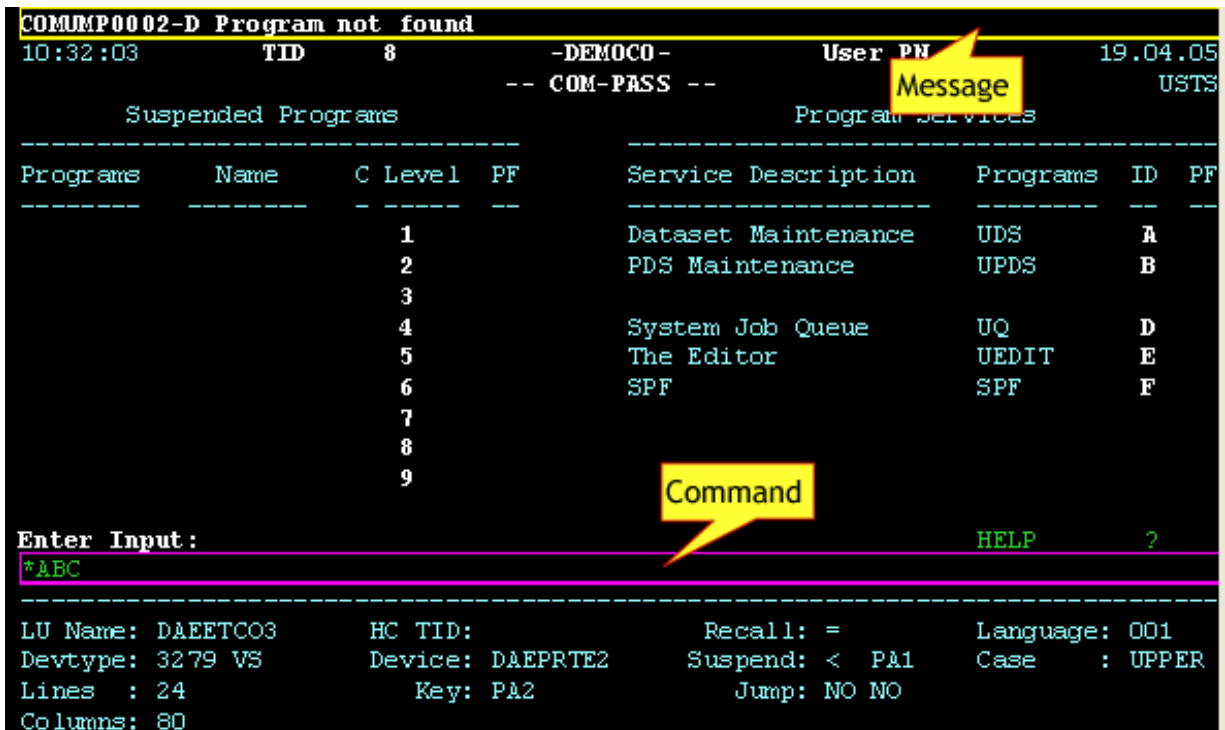 COMUMP0002-D Program not found
10:32:03 TID 8 -DEMOCO- User PN 19.04.05
-- COM-PASS -- USTS
Message
Suspended Programs Program Services
Programs Name C Level PF Service Description Programs ID PF
1 Dataset Maintenance UDS A
2 PDS Maintenance UPDS B
3
4 System Job Queue UQ D
5 The Editor UEDIT E
6 SPF SPF F
7
8
9
Command
Enter Input: HELP ?
*ABC
LU Name: DAEETCO3 HC TID: Recall: = Language: 001
Devtype: 3279 VS Device: DAEPRTE2 Suspend: < PA1 Case : UPPER
Lines : 24 Key: PA2 Jump: NO NO
Columns: 80